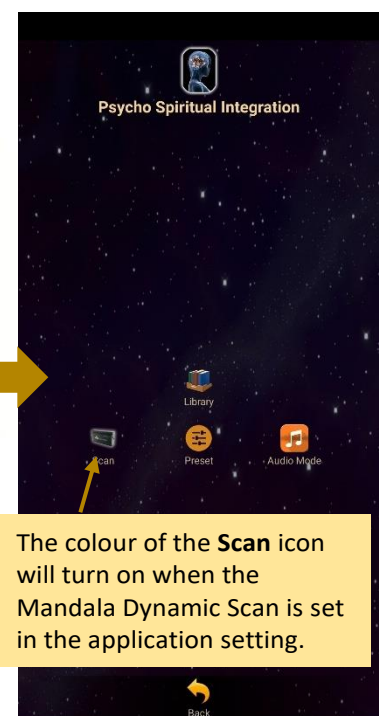 Psycho Spiritual Integration
Library
Scan
Preset
Audio Mode
The colour of the Scan icon
will turn on when the
Mandala Dynamic Scan is set
in the application setting.
Back